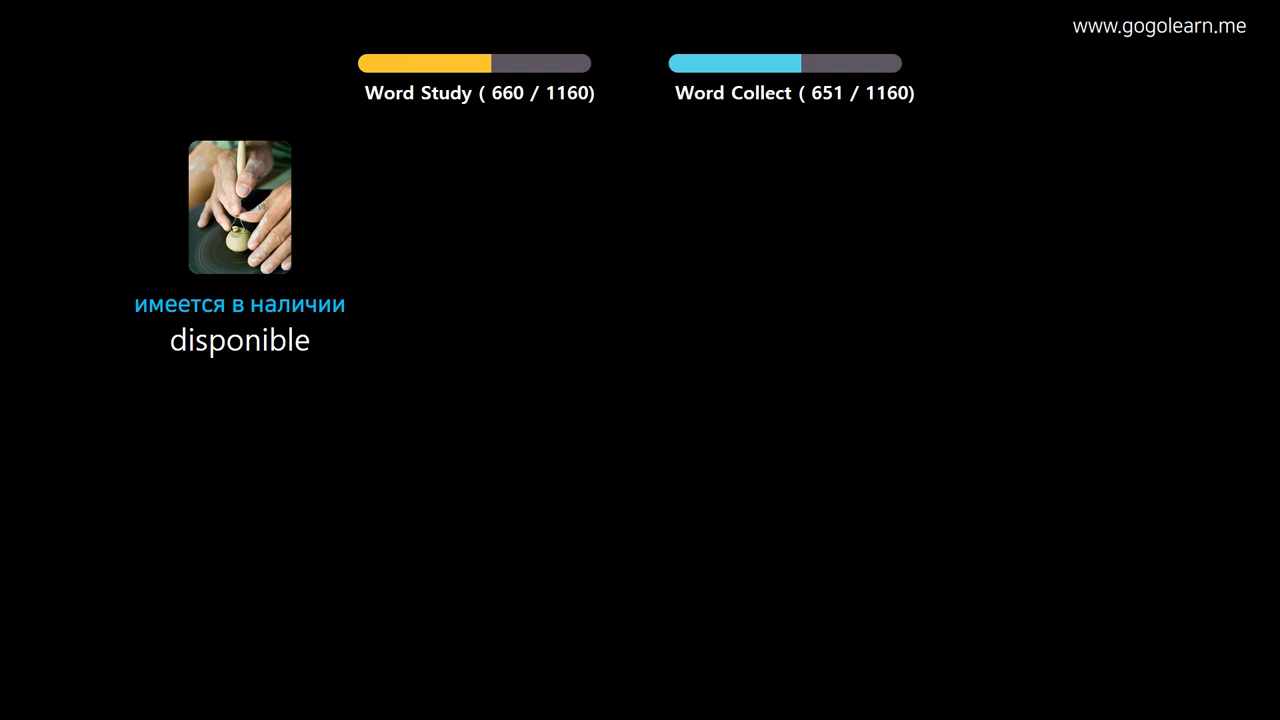 www.gogolearn.me
Word Study ( 660 / 1160)
Word Collect ( 651 / 1160)
имеется в наличии
disponible